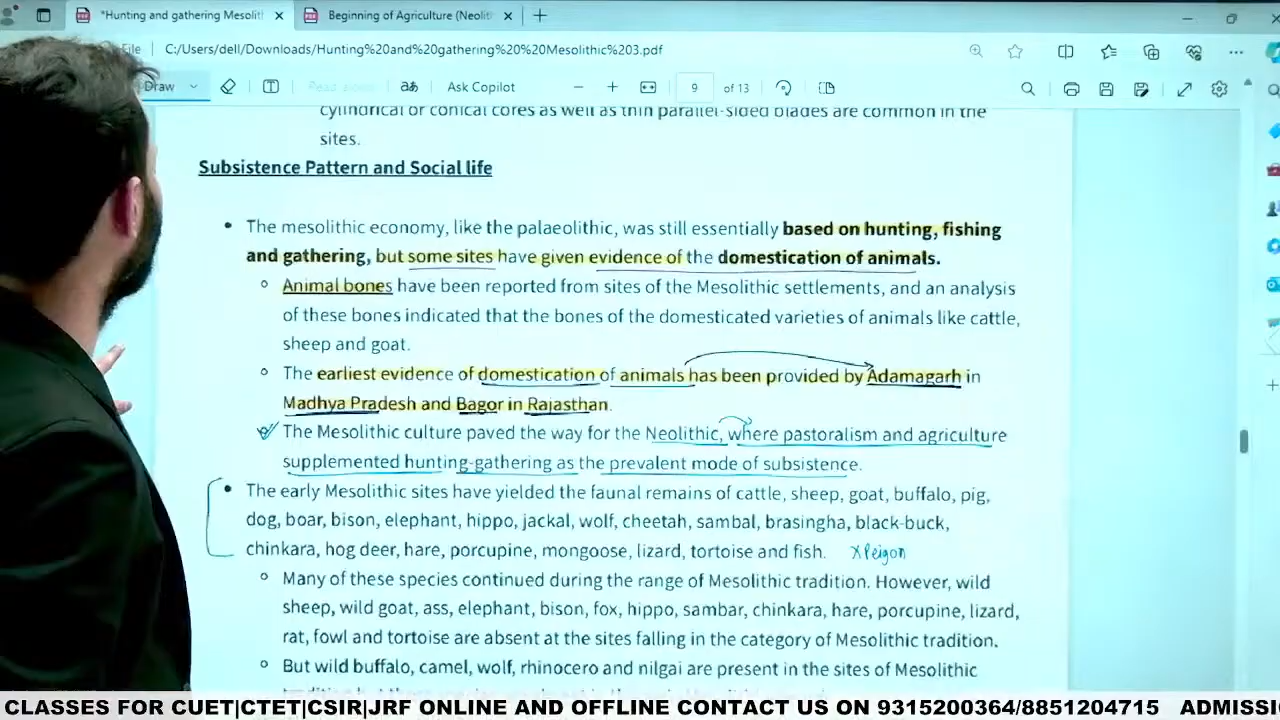 *Hunting and gathering Mesolit
Beginning of Agriculture (Neolit
File
C:/Users/dell/Downloads/Hunting%20and%20gathering%20%20Mesolithic%203.pdf
Draw
Read aloud
aあ
Ask Copilot
9
of 13
cylindrical or conical cores as well as thin parallel-sided blades are common in the
sites.
Subsistence Pattern and Social life
• The mesolithic economy, like the palaeolithic, was still essentially based on hunting, fishing
and gathering, but some sites have given evidence of the domestication of animals.
Animal bones have been reported from sites of the Mesolithic settlements, and an analysis
of these bones indicated that the bones of the domesticated varieties of animals like cattle,
sheep and goat.
The earliest evidence of domestication of animals has been provided by Adamagarh in
Madhya Pradesh and Bagor in Rajasthan.
The Mesolithic culture paved the way for the Neolithic, where pastoralism and agriculture
supplemented hunting-gathering as the prevalent mode of subsistence.
• The early Mesolithic sites have yielded the faunal remains of cattle, sheep, goat, buffalo, pig,
dog, boar, bison, elephant, hippo, jackal, wolf, cheetah, sambal, brasingha, black-buck,
chinkara, hog deer, hare, porcupine, mongoose, lizard, tortoise and fish. XPeigon
Many of these species continued during the range of Mesolithic tradition. However, wild
sheep, wild goat, ass, elephant, bison, fox, hippo, sambar, chinkara, hare, porcupine, lizard,
rat, fowl and tortoise are absent at the sites falling in the category of Mesolithic tradition.
But wild buffalo, camel, wolf, rhinocero and nilgai are present in the sites of Mesolithic
CLASSES FOR CUET|CTET|CSIR|JRF ONLINE AND OFFLINE CONTACT US ON 9315200364/8851204715 ADMISSI